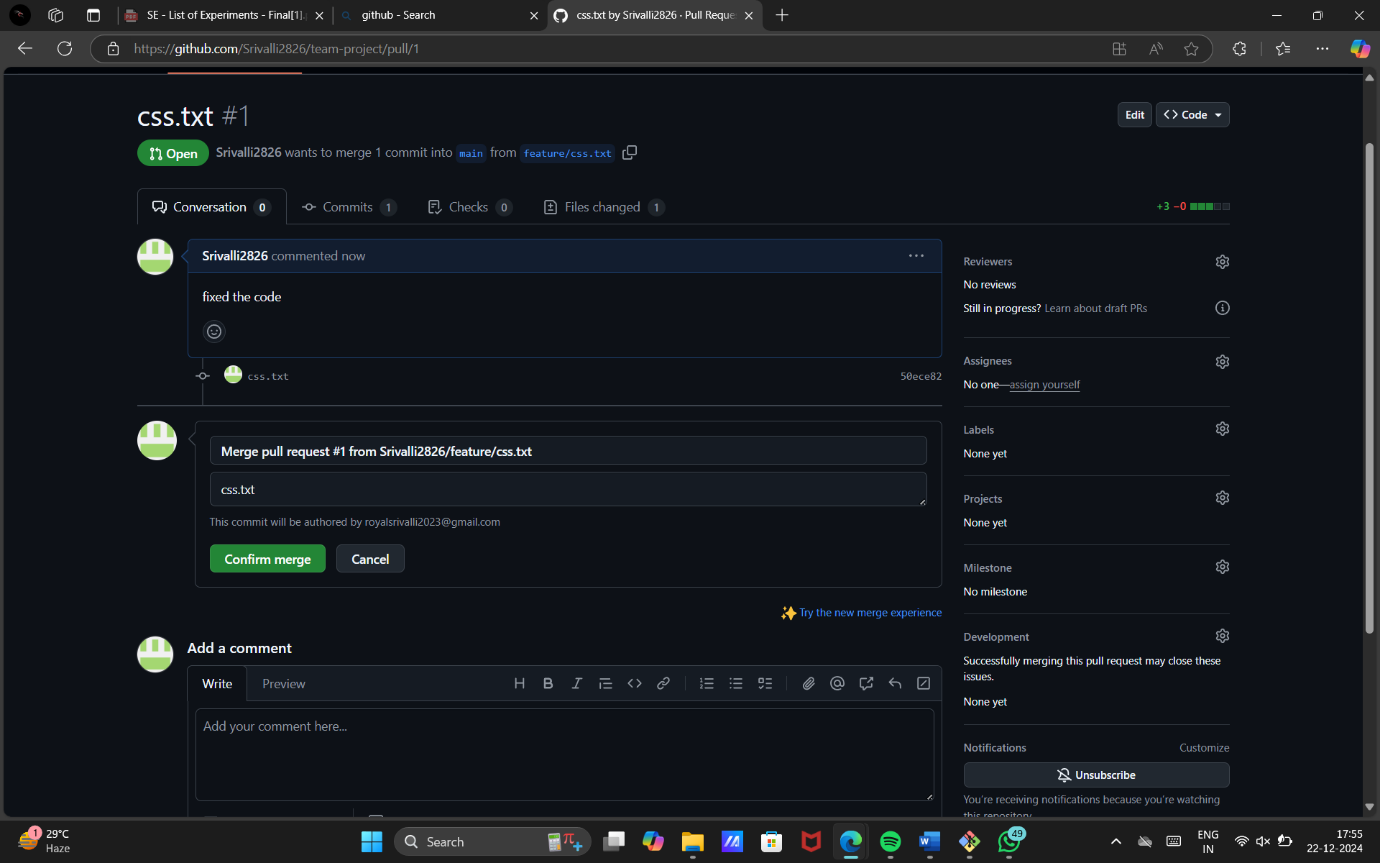 SE - List of Experiments - Final[1].
github - Search
css.txt by Srivalli2826 · Pull Reque
https://github.com/Srivalli2826/team-project/pull/1
css.txt #1
Edit
Code
Open
Srivalli2826 wants to merge 1 commit into main from feature/css.txt
Conversation 0
Commits 1
Checks 0
Files changed 1
+3 −0
Srivalli2826 commented now
fixed the code
css.txt
50ece82
Merge pull request #1 from Srivalli2826/feature/css.txt
css.txt
This commit will be authored by royalsrivalli2023@gmail.com
Confirm merge
Cancel
Try the new merge experience
Add a comment
Write
Preview
Add your comment here...
Reviewers
No reviews
Still in progress? Learn about draft PRs
Assignees
No one—assign yourself
Labels
None yet
Projects
None yet
Milestone
No milestone
Development
Successfully merging this pull request may close these
issues.
None yet
Notifications
Customize
Unsubscribe
You're receiving notifications because you're watching
this repository.
1
29°C
Haze
Search
49
ENG
IN
17:55
22-12-2024